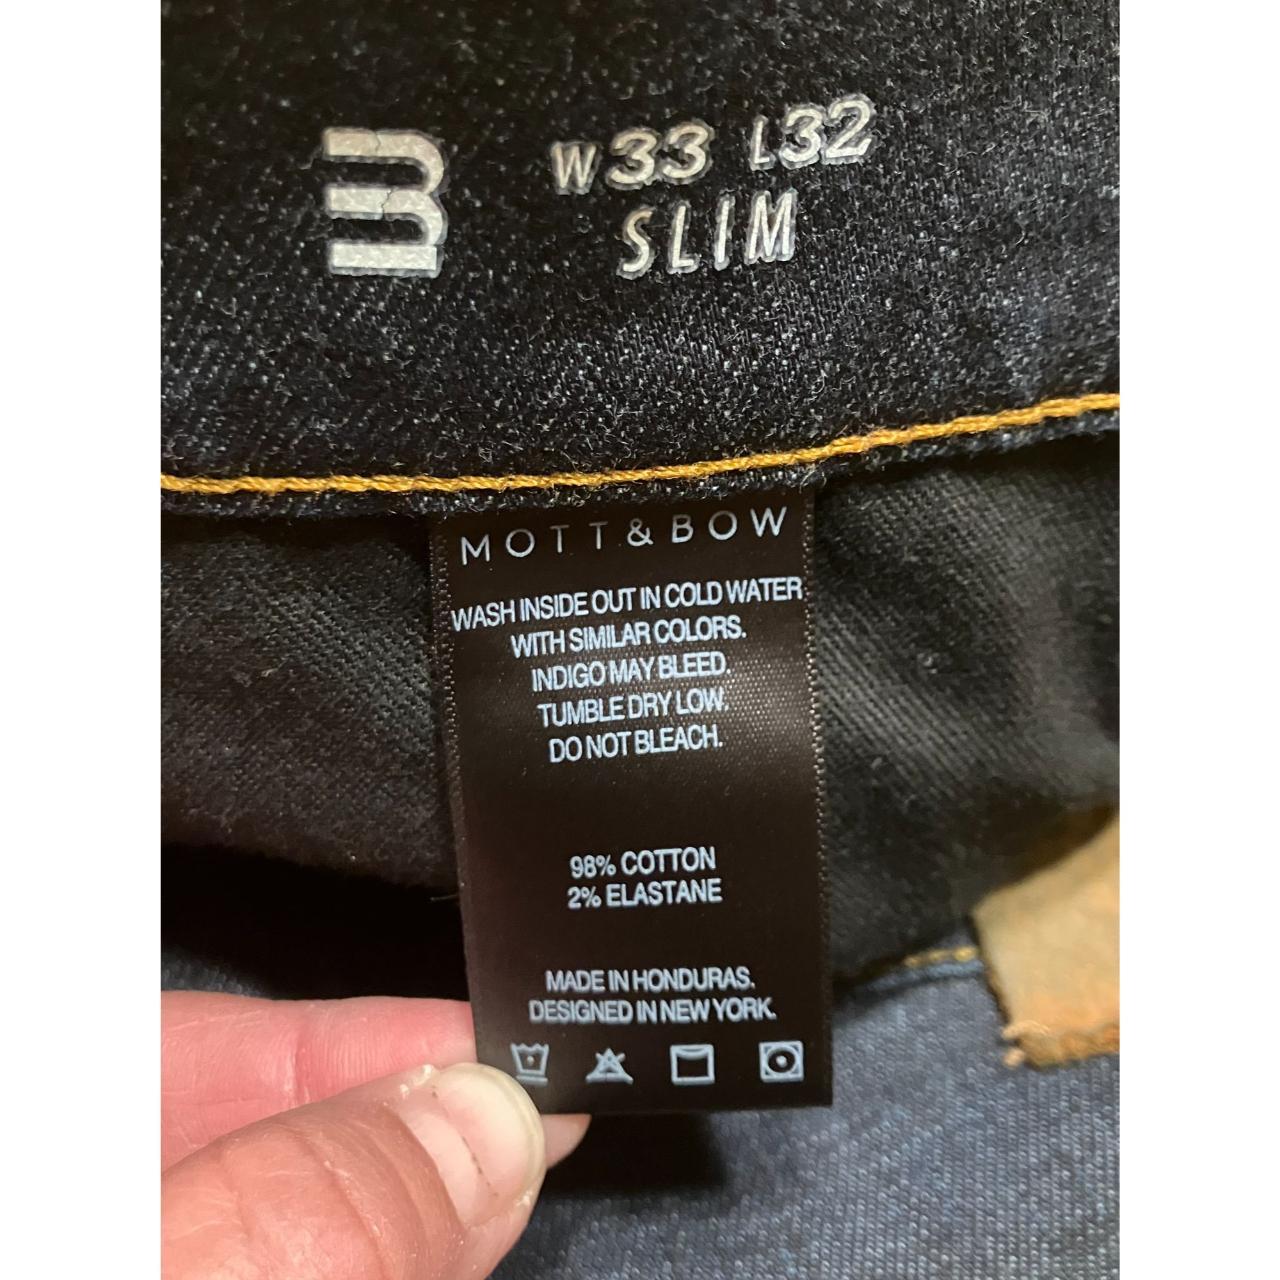 W33 L32
SLIM
MOTT & BOW
WASH INSIDE OUT IN COLD WATER
WITH SIMILAR COLORS.
INDIGO MAY BLEED.
TUMBLE DRY LOW.
DO NOT BLEACH.
98% COTTON
2% ELASTANE
MADE IN HONDURAS.
DESIGNED IN NEW YORK.